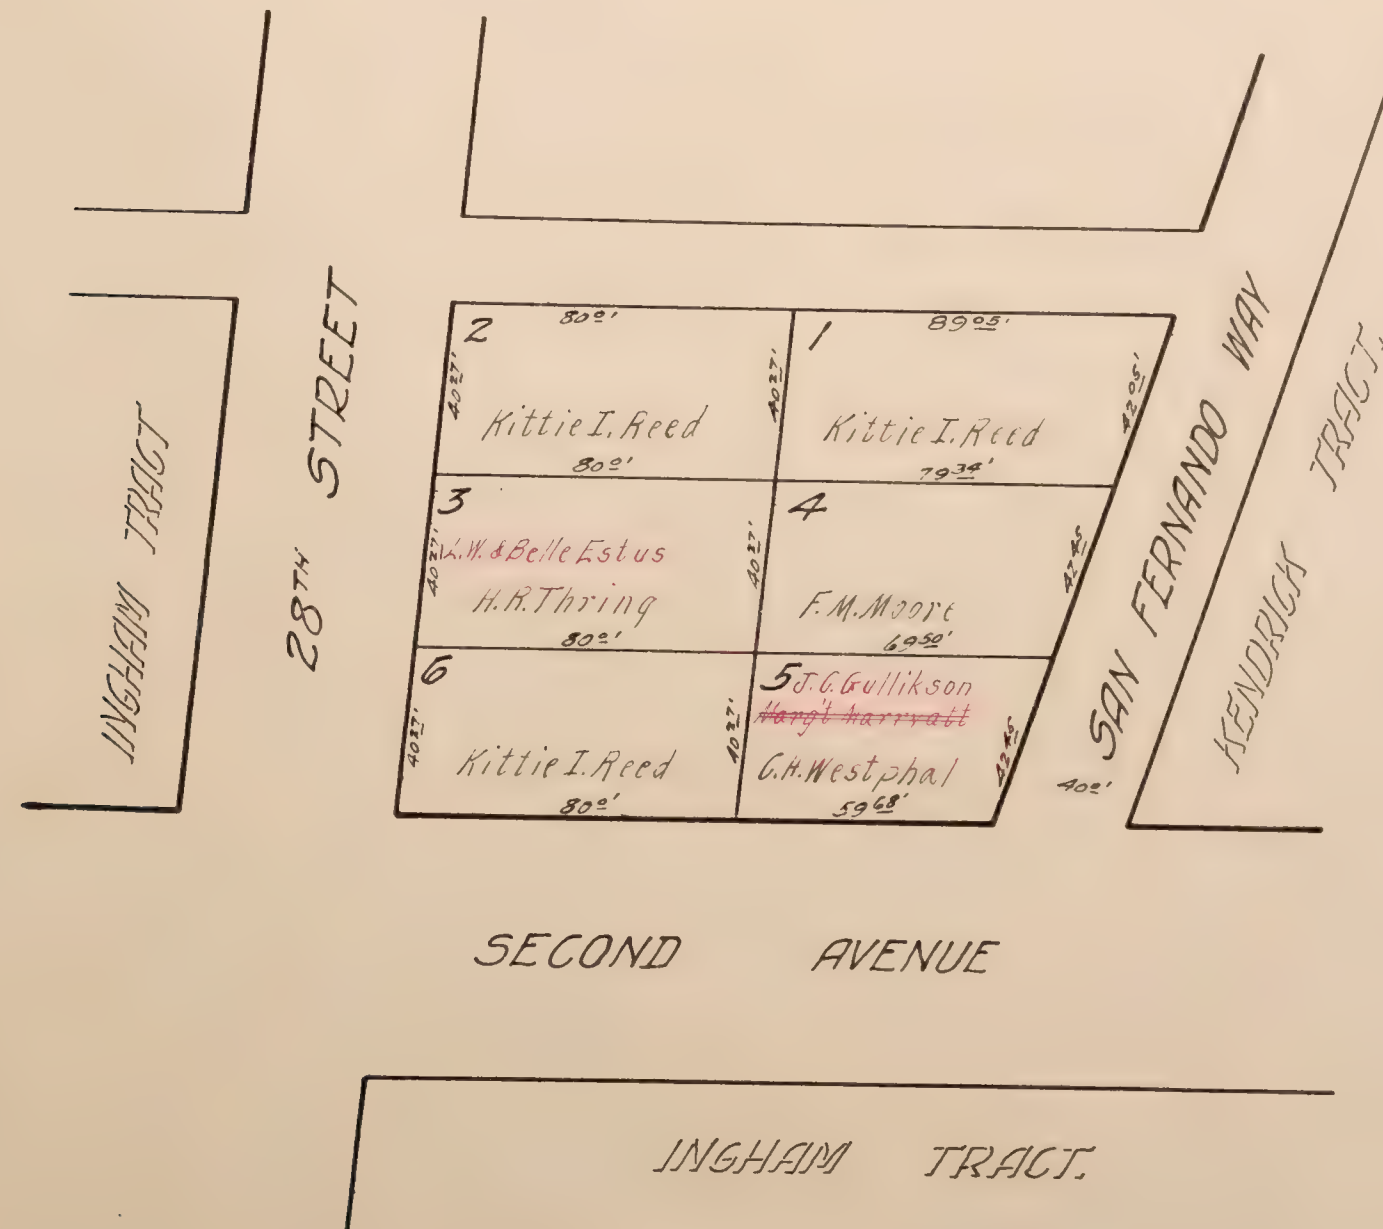 28TH STREET
INGHAM TRACT
2
80⁰'
40²⁷'
Kittie I. Reed
80⁰'
1
89⁰⁵'
40²⁷'
42⁰⁵'
Kittie I. Reed
79³⁴'
3
40²⁷'
H.R. Thring
& Belle Estus
80⁰'
4
40²⁷'
42⁴⁵
F.M. Moore
69⁵⁰'
6
40²⁷'
Kittie I. Reed
80⁰'
5 J.C. Gullikson
40²⁷'
42⁴⁵
C.H. Westphal
59⁶⁸'
SAN FERNANDO WAY
40⁰'
KENDRICK TRACT.
SECOND AVENUE
INGHAM TRACT.